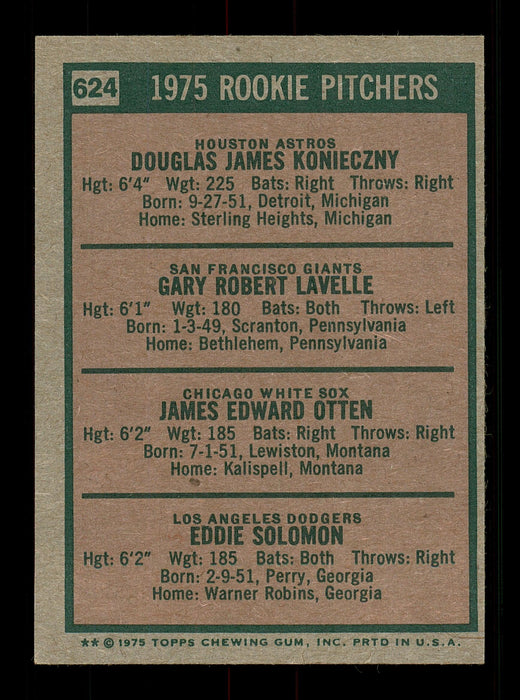 624 1975 ROOKIE PITCHERS
HOUSTON ASTROS
DOUGLAS JAMES KONIECZNY
Hgt: 6'4" Wgt: 225 Bats: Right Throws: Right
Born: 9-27-51, Detroit, Michigan
Home: Sterling Heights, Michigan
SAN FRANCISCO GIANTS
GARY ROBERT LAVELLE
Hgt: 6'1" Wgt: 180 Bats: Both Throws: Left
Born: 1-3-49, Scranton, Pennsylvania
Home: Bethlehem, Pennsylvania
CHICAGO WHITE SOX
JAMES EDWARD OTTEN
Hgt: 6'2" Wgt: 185 Bats: Right Throws: Right
Born: 7-1-51, Lewiston, Montana
Home: Kalispell, Montana
LOS ANGELES DODGERS
EDDIE SOLOMON
Hgt: 6'2" Wgt: 185 Bats: Both Throws: Right
Born: 2-9-51, Perry, Georgia
Home: Warner Robins, Georgia
** © 1975 TOPPS CHEWING GUM, INC. PRTD IN U.S.A.